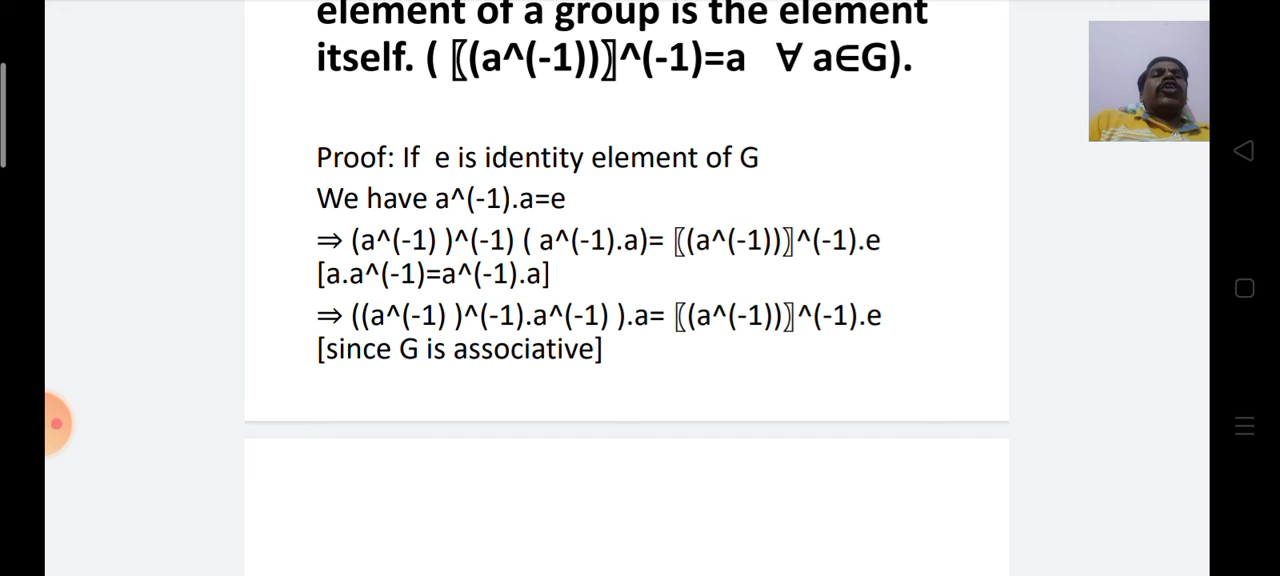 element of a group is the element
itself. ( 〖(a^(-1))〗^(-1)=a ∀ a∈G).
Proof: If e is identity element of G
We have a^(-1).a=e
⇒ (a^(-1) )^(-1) ( a^(-1).a)= 〖(a^(-1))〗^(-1).e
[a.a^(-1)=a^(-1).a]
⇒ ((a^(-1) )^(-1).a^(-1) ).a= 〖(a^(-1))〗^(-1).e
[since G is associative]